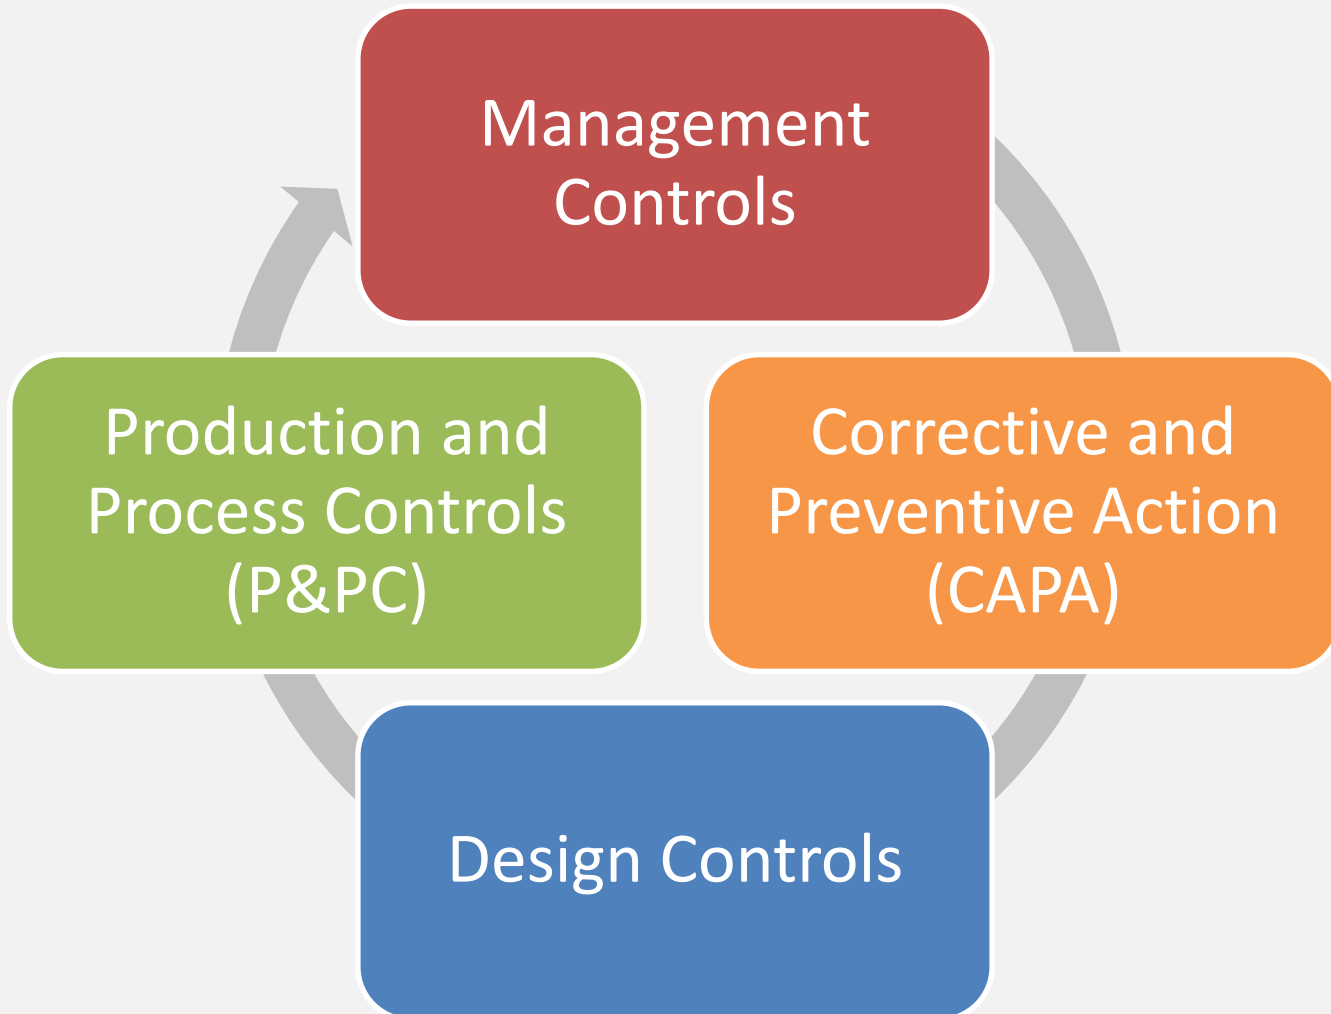 Management
Controls
Production and
Process Controls
(P&PC)
Corrective and
Preventive Action
(CAPA)
Design Controls